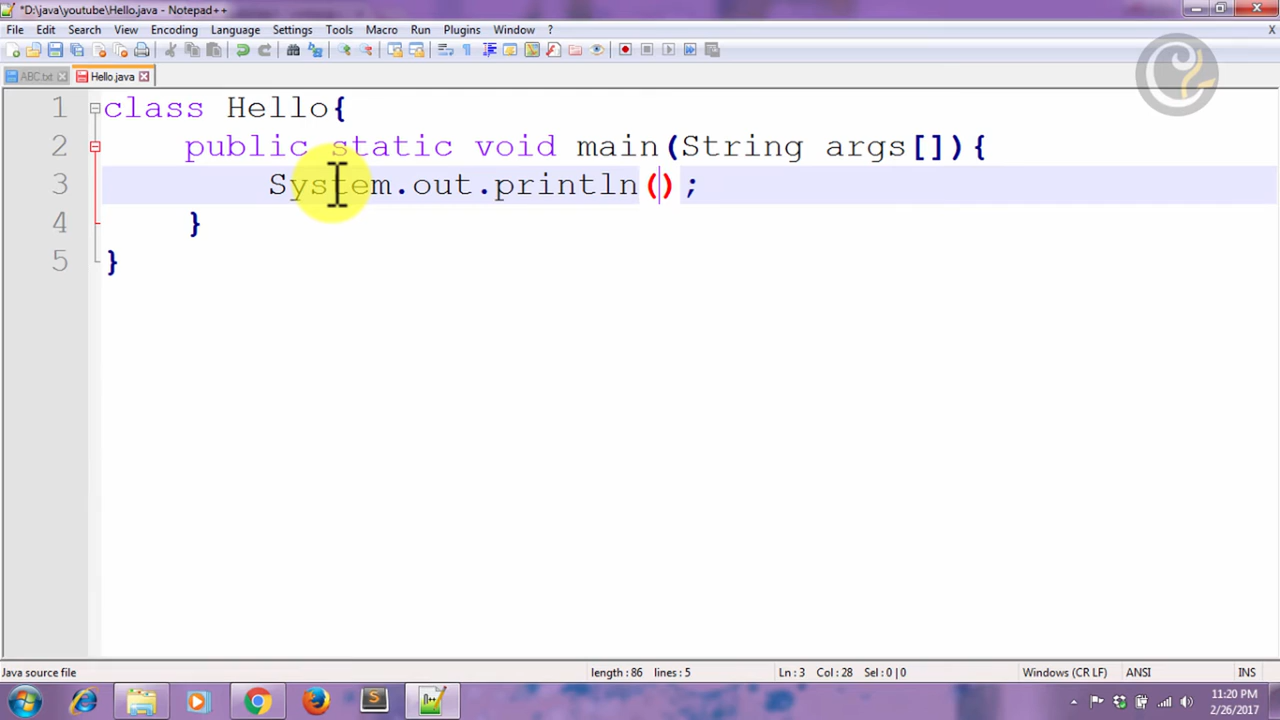 *D:\java\youtube\Hello.java - Notepad++
File Edit Search View Encoding Language Settings Tools Macro Run Plugins Window ? X
ABC.txt Hello.java
1 class Hello{
2 public static void main(String args[]){
3 System.out.println();
4 }
5 }
Java source file length : 86 lines : 5 Ln : 3 Col : 28 Sel : 0 | 0 Windows (CR LF) ANSI INS
11:20 PM
2/26/2017